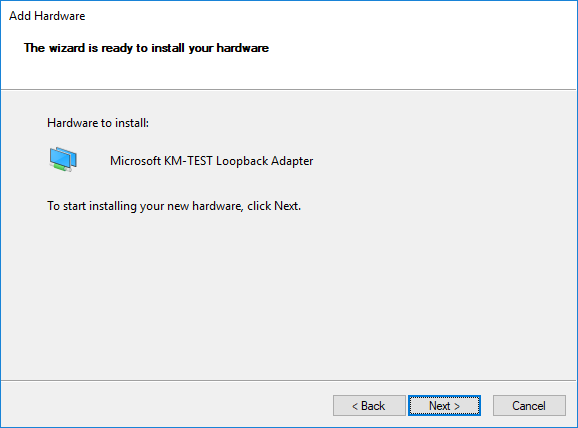 Add Hardware
The wizard is ready to install your hardware
Hardware to install:
Microsoft KM-TEST Loopback Adapter
To start installing your new hardware, click Next.
< Back Next > Cancel